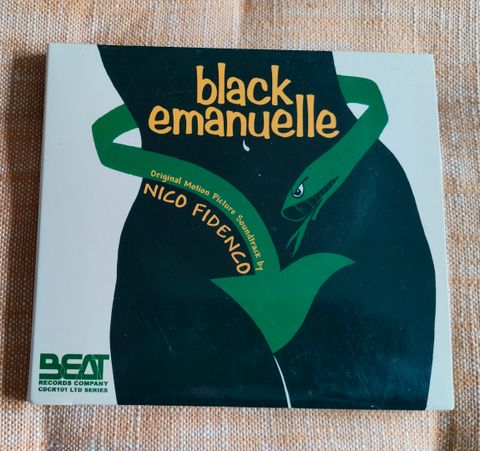 black
emanuelle
Original Motion Picture Soundtrack by
NICO FIDENCO
BEAT
RECORDS COMPANY
CDCR101 LTD SERIES